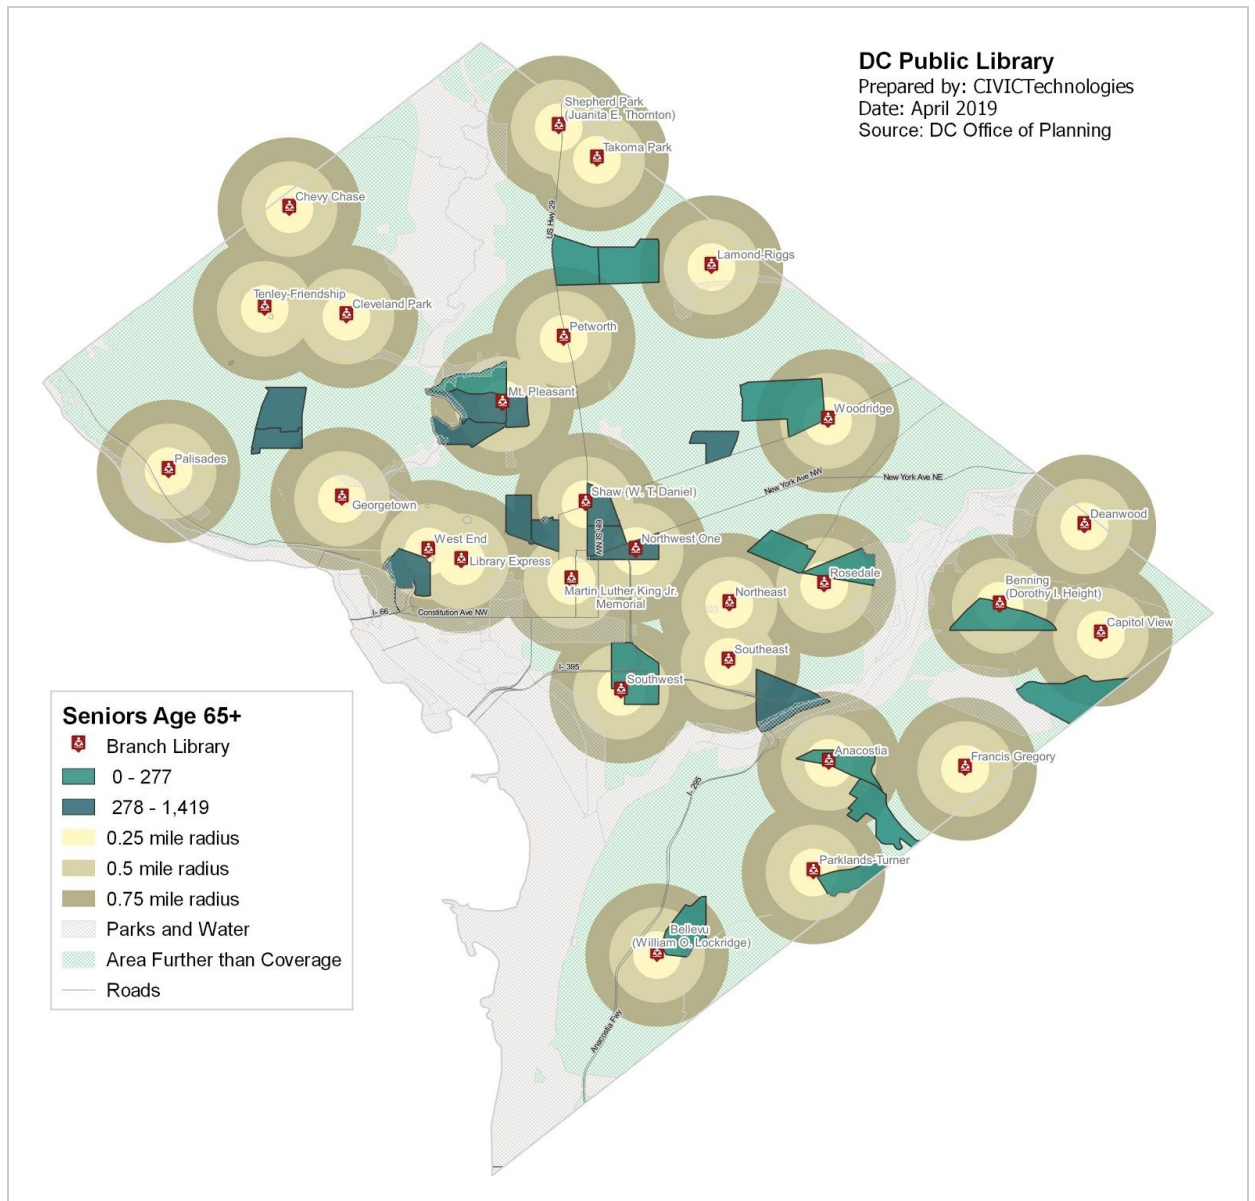 DC Public Library
Prepared by: CIVICTechnologies
Date: April 2019
Source: DC Office of Planning
Shepherd Park
(Juanita E. Thornton)
Takoma Park
Chevy Chase
US Hwy 29
Lamond-Riggs
Tenley-Friendship
Cleveland Park
Petworth
Mt. Pleasant
Woodridge
Palisades
Georgetown
Shaw (W. T. Daniel)
New York Ave NW
New York Ave NE
Deanwood
6th St NW
West End
Northwest One
Library Express
Rosedale
Benning
(Dorothy I. Height)
Martin Luther King Jr.
Memorial
Northeast
Capitol View
I- 66
Constitution Ave NW
Southeast
I- 395
Southwest
Anacostia
Francis Gregory
I- 295
Parklands-Turner
Bellevu
(William O. Lockridge)
Anacostia Fwy
Seniors Age 65+
Branch Library
0 - 277
278 - 1,419
0.25 mile radius
0.5 mile radius
0.75 mile radius
Parks and Water
Area Further than Coverage
Roads